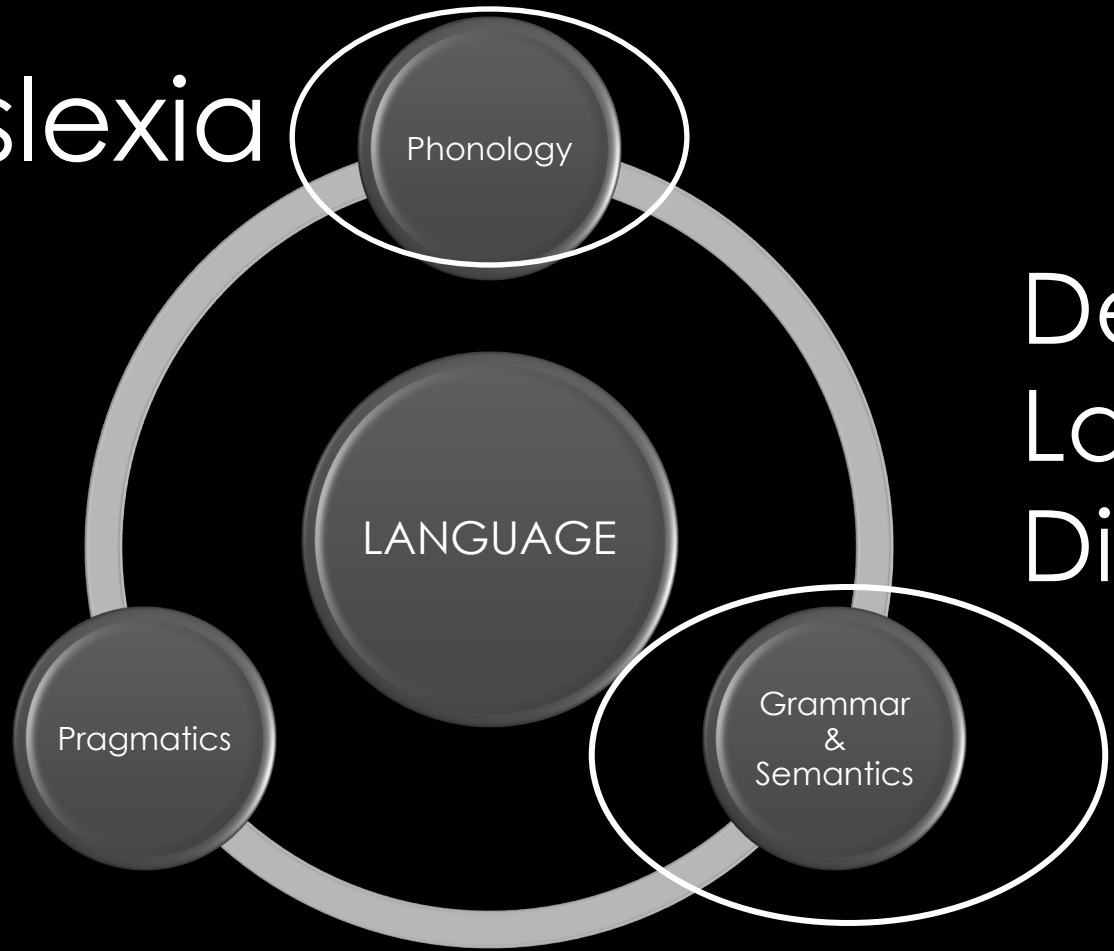 slexia
Phonology
De
La
Di
LANGUAGE
Pragmatics
Grammar
&
Semantics